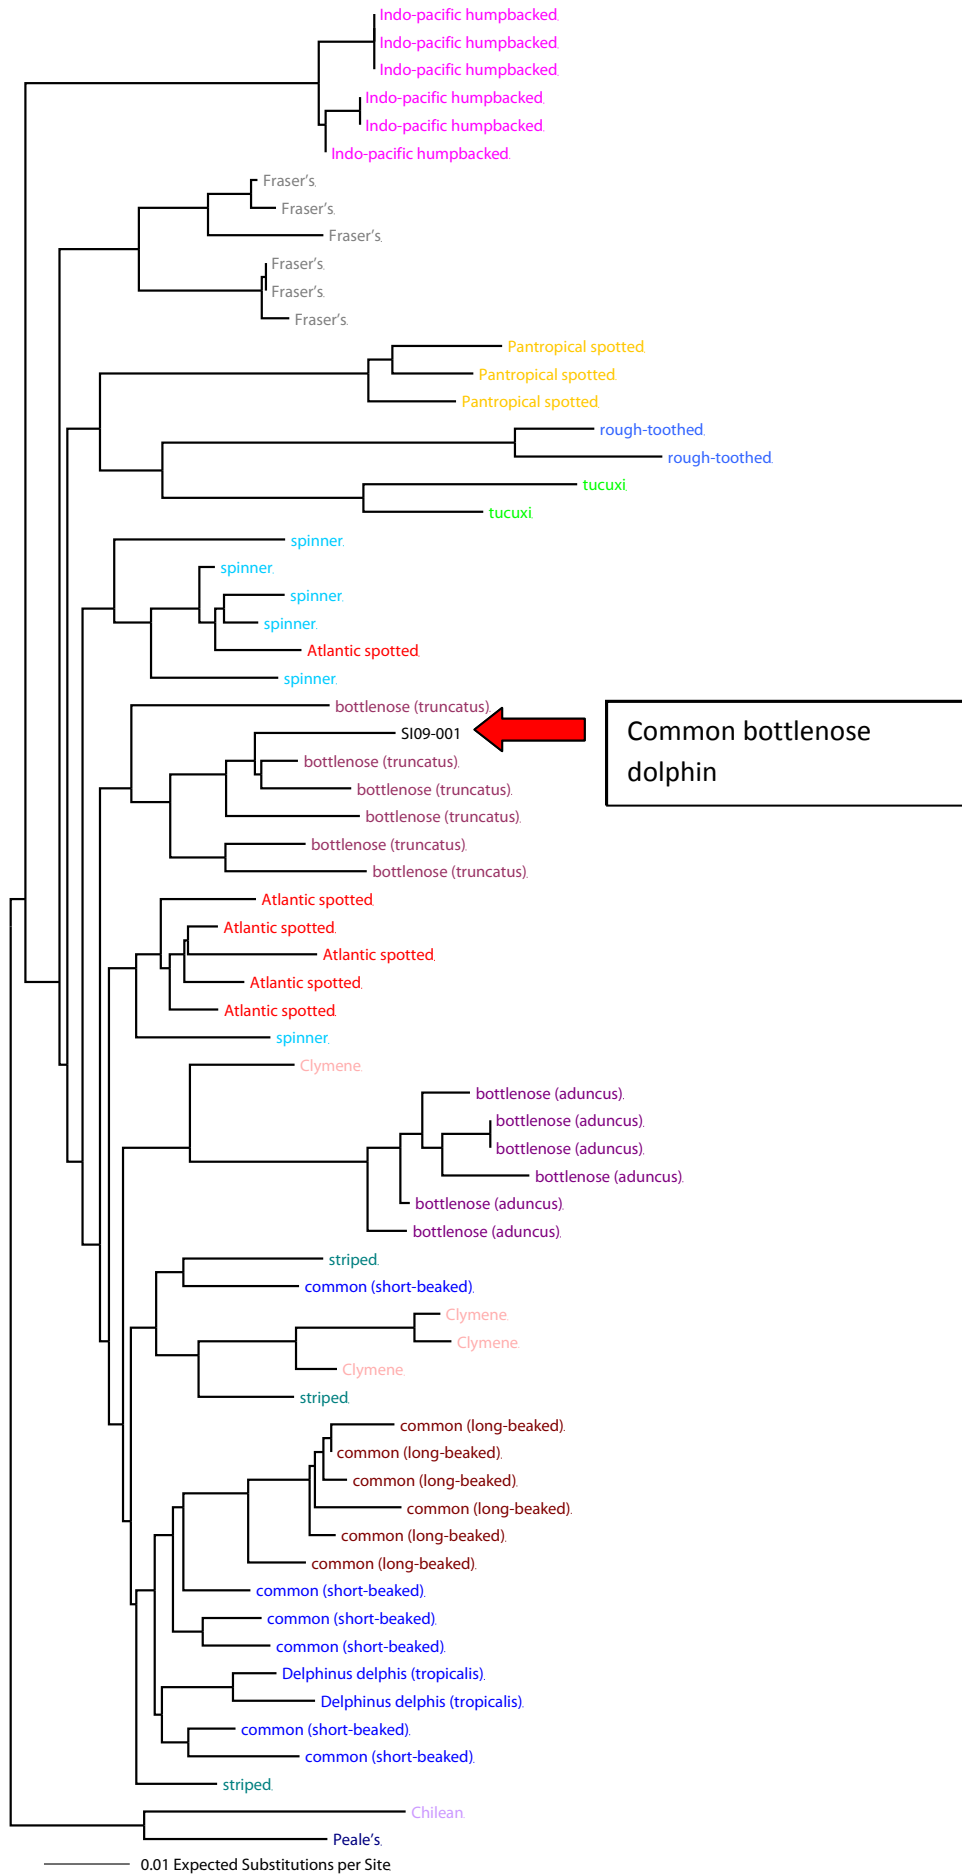 Indo-pacific humpbacked.
Indo-pacific humpbacked.
Indo-pacific humpbacked.
Indo-pacific humpbacked.
Indo-pacific humpbacked.
Indo-pacific humpbacked.
Fraser's.
Fraser's.
Fraser's.
Fraser's.
Fraser's.
Fraser's.
Pantropical spotted.
Pantropical spotted.
Pantropical spotted.
rough-toothed.
rough-toothed.
tucuxi.
tucuxi
spinner.
spinner.
spinner.
spinner.
Atlantic spotted.
spinner.
bottlenose (truncatus).
SI09-001
Common bottlenose
dolphin
bottlenose (truncatus).
bottlenose (truncatus).
bottlenose (truncatus).
bottlenose (truncatus).
bottlenose (truncatus).
Atlantic spotted.
Atlantic spotted.
Atlantic spotted.
Atlantic spotted.
Atlantic spotted.
spinner.
Clymene.
bottlenose (aduncus).
bottlenose (aduncus).
bottlenose (aduncus).
bottlenose (aduncus).
bottlenose (aduncus).
bottlenose (aduncus).
striped.
common (short-beaked).
Clymene.
Clymene.
Clymene.
striped.
common (long-beaked).
common (long-beaked).
common (long-beaked).
common (long-beaked).
common (long-beaked).
common (long-beaked).
common (short-beaked).
common (short-beaked).
common (short-beaked).
Delphinus delphis (tropicalis).
Delphinus delphis (tropicalis).
common (short-beaked).
common (short-beaked).
striped.
Chilean.
Peale's.
0.01 Expected Substitutions per Site